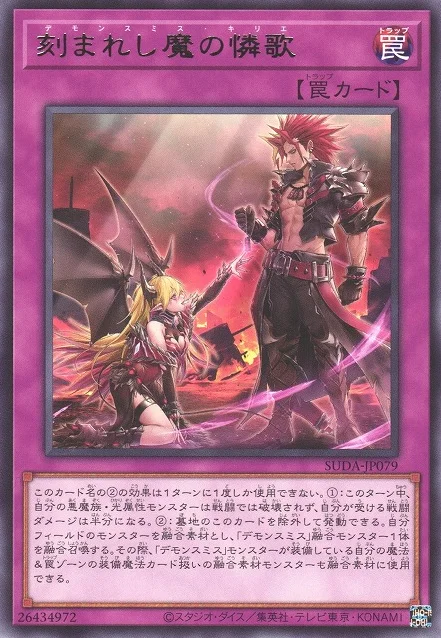 デモンスミス・キリエ
刻まれし魔の憐歌
トラップ
罠
トラップ
【罠カード】
SUDA-JP079
このカード名の②の効果は1ターンに1度しか使用できない。①：このターン中、
自分の悪魔族・光属性モンスターは戦闘では破壊されず、自分が受ける戦闘
ダメージは半分になる。②：墓地のこのカードを除外して発動できる。自分
フィールドのモンスターを融合素材とし、「デモンスミス」融合モンスター1体
を融合召喚する。その際、「デモンスミス」モンスターが装備している自分の魔法
＆罠ゾーンの装備魔法カード扱いの融合素材モンスターも融合素材に使用
できる。
26434972
©スタジオ・ダイス／集英社・テレビ東京・KONAMI